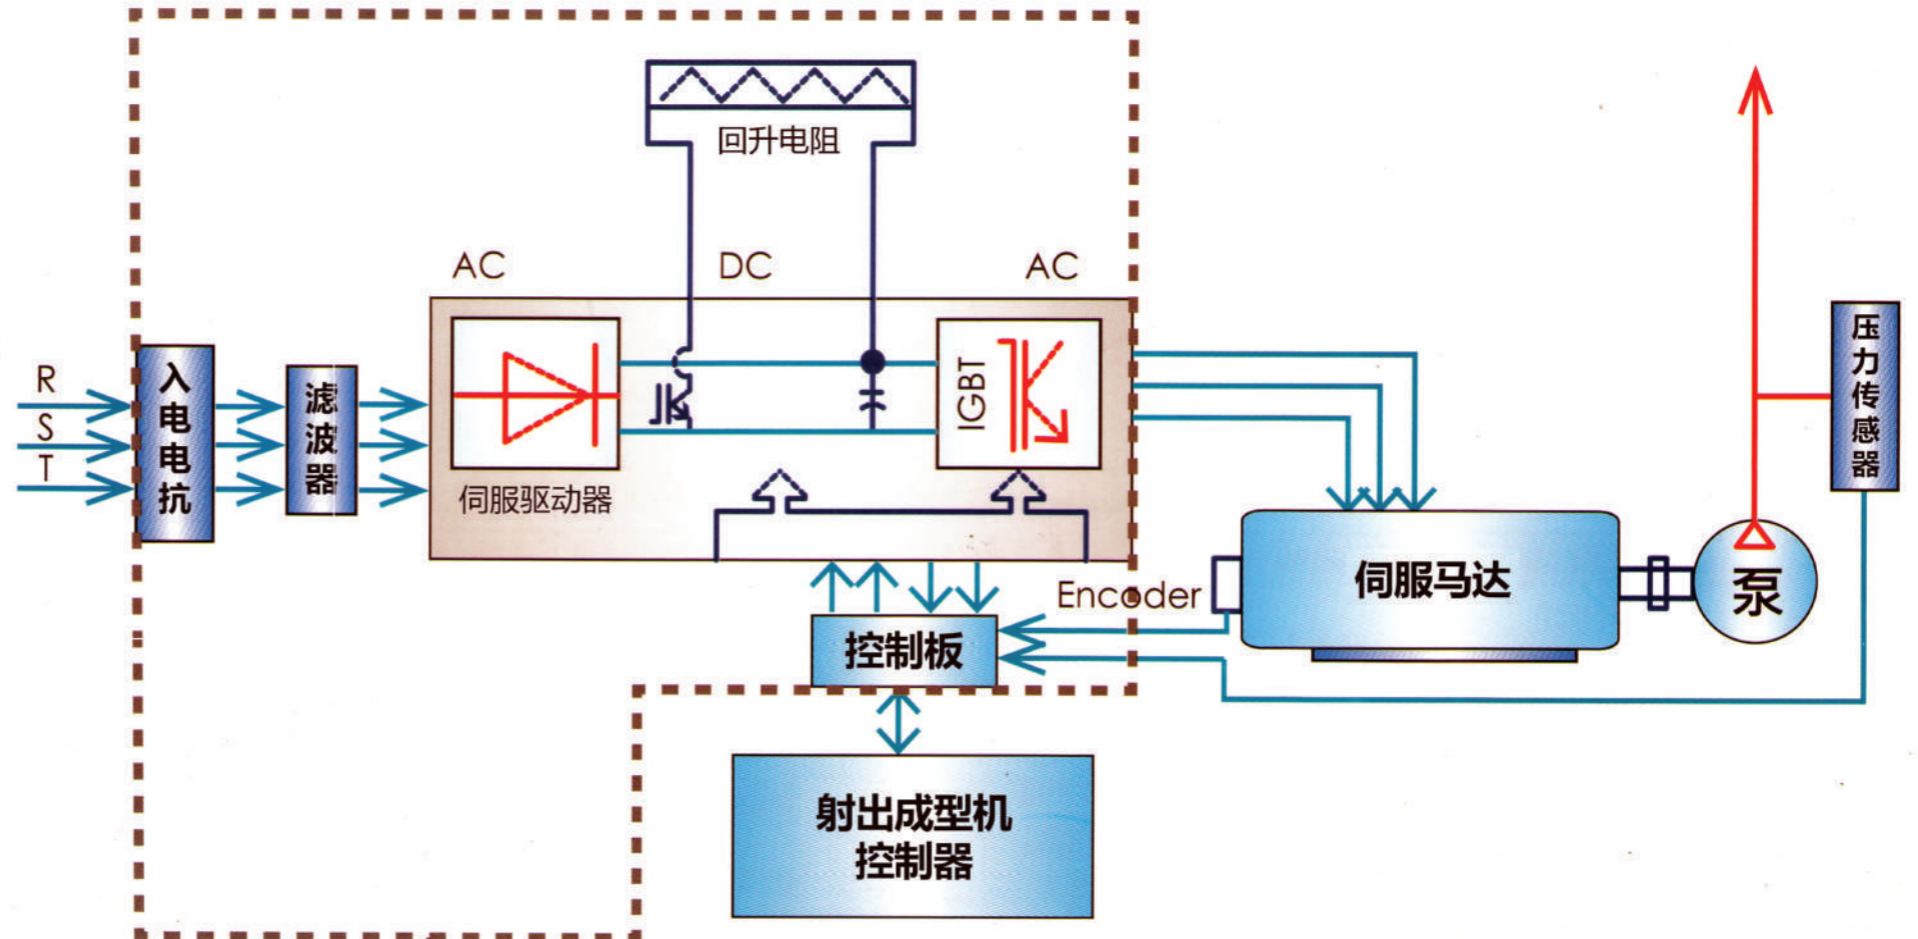 回升电阻
AC
DC
AC
R
S
T
入电电抗
滤波器
IGBT
伺服驱动器
压力传感器
Encoder
伺服马达
泵
控制板
射出成型机
控制器